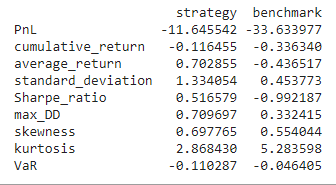 strategy benchmark
PnL -11.645542 -33.633977
cumulative_return -0.116455 -0.336340
average_return 0.702855 -0.436517
standard_deviation 1.334054 0.453773
Sharpe_ratio 0.516579 -0.992187
max_DD 0.709697 0.332415
skewness 0.697765 0.554044
kurtosis 2.868430 5.283598
VaR -0.110287 -0.046405